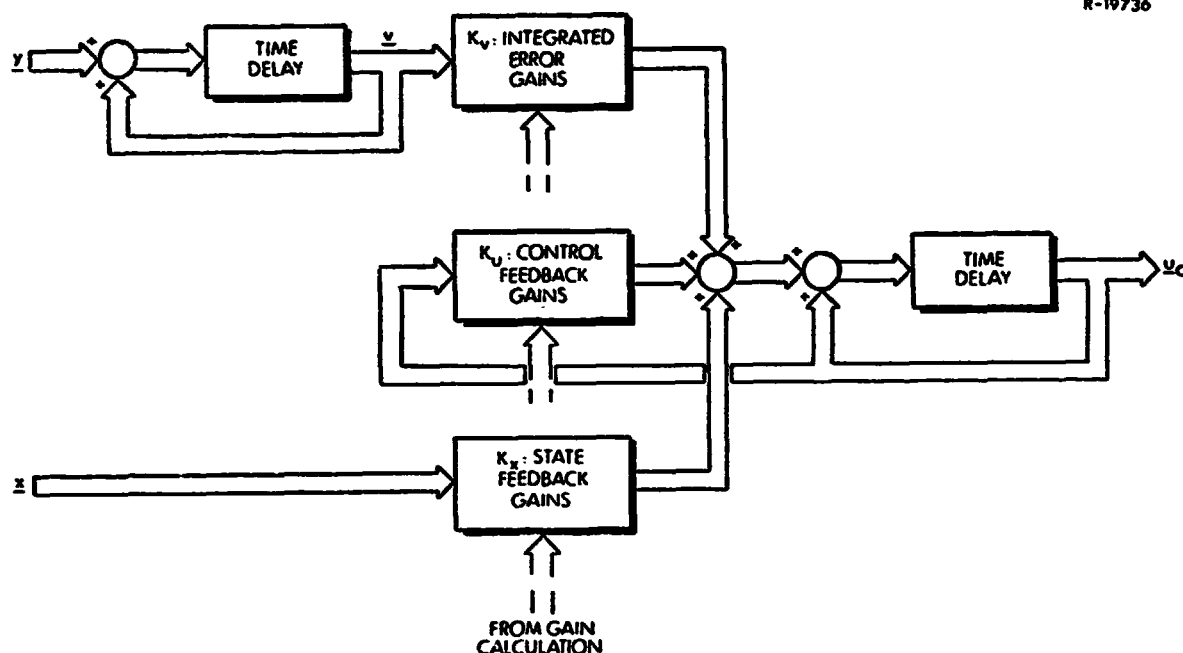 R-19736
y
+
+
TIME
DELAY
v
Kv: INTEGRATED
ERROR
GAINS
Ku: CONTROL
FEEDBACK
GAINS
+
+
+
+
+
TIME
DELAY
uc
x
Kx: STATE
FEEDBACK
GAINS
FROM GAIN
CALCULATION